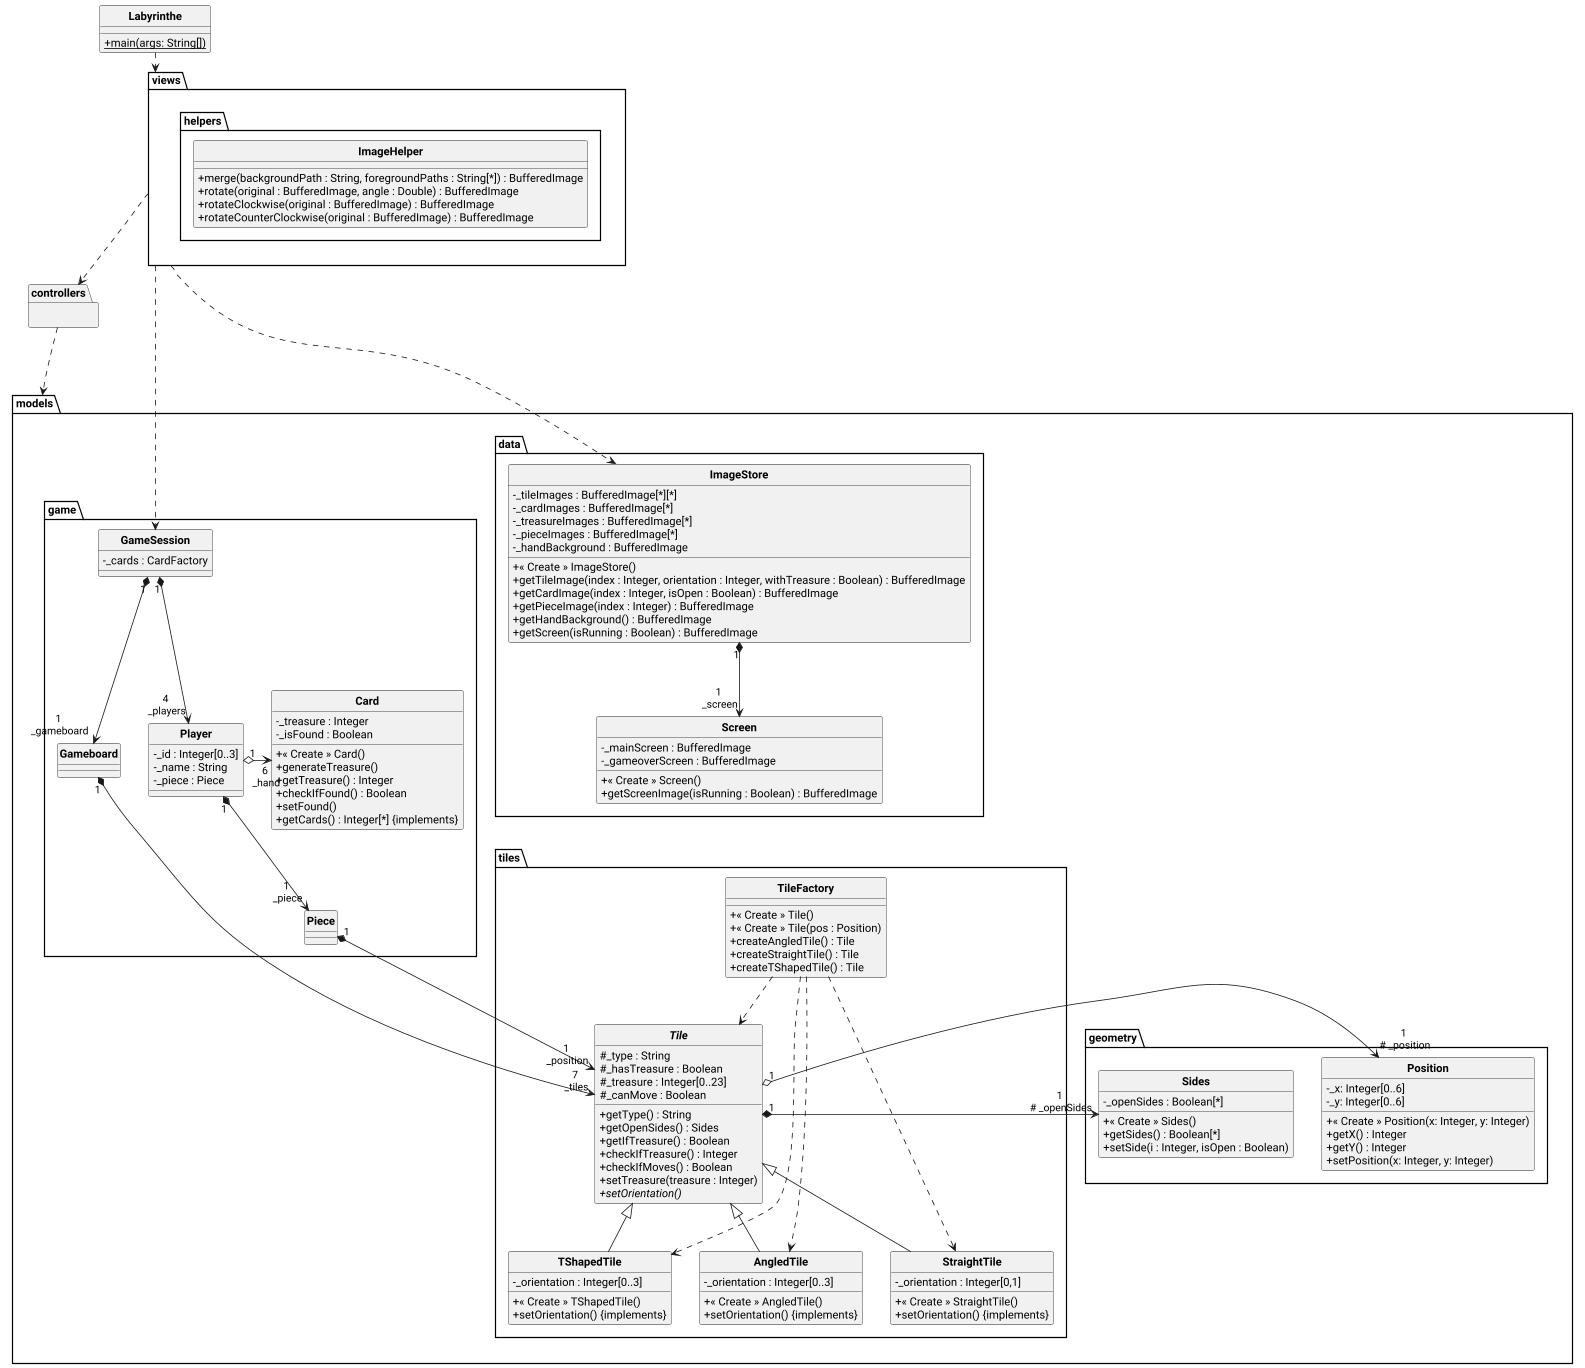 Labyrinthe
+main(args: String[])
views
helpers
ImageHelper
+merge(backgroundPath : String, foregroundPaths : String[*]) : BufferedImage
+rotate(original : BufferedImage, angle : Double) : BufferedImage
+rotateClockwise(original : BufferedImage) : BufferedImage
+rotateCounterClockwise(original : BufferedImage) : BufferedImage
controllers
models
data
ImageStore
-_tileImages : BufferedImage[*][*]
-_cardImages : BufferedImage[*]
-_treasureImages : BufferedImage[*]
-_pieceImages : BufferedImage[*]
-_handBackground : BufferedImage
+« Create » ImageStore()
+getTileImage(index : Integer, orientation : Integer, withTreasure : Boolean) : BufferedImage
+getCardImage(index : Integer, isOpen : Boolean) : BufferedImage
+getPieceImage(index : Integer) : BufferedImage
+getHandBackground() : BufferedImage
+getScreen(isRunning : Boolean) : BufferedImage
1
1
_screen
Screen
-_mainScreen : BufferedImage
-_gameoverScreen : BufferedImage
+« Create » Screen()
+getScreenImage(isRunning : Boolean) : BufferedImage
game
GameSession
-_cards : CardFactory
1
1
1
_gameboard
4
_players
Gameboard
1
Player
-_id : Integer[0..3]
-_name : String
-_piece : Piece
1
6
_hand
1
Card
-_treasure : Integer
-_isFound : Boolean
+« Create » Card()
+generateTreasure()
+getTreasure() : Integer
+checkIfFound() : Boolean
+setFound()
+getCards() : Integer[*] {implements}
1
_piece
Piece
1
tiles
TileFactory
+« Create » Tile()
+« Create » Tile(pos : Position)
+createAngledTile() : Tile
+createStraightTile() : Tile
+createTShapedTile() : Tile
1
_position
7
_tiles
Tile
#_type : String
#_hasTreasure : Boolean
#_treasure : Integer[0..23]
#_canMove : Boolean
+getType() : String
+getOpenSides() : Sides
+getIfTreasure() : Boolean
+checkIfTreasure() : Integer
+checkIfMoves() : Boolean
+setTreasure(treasure : Integer)
+setOrientation()
1
1
1
# _position
1
# _openSides
geometry
Sides
-_openSides : Boolean[*]
+« Create » Sides()
+getSides() : Boolean[*]
+setSide(i : Integer, isOpen : Boolean)
Position
-_x: Integer[0..6]
-_y: Integer[0..6]
+« Create » Position(x: Integer, y: Integer)
+getX() : Integer
+getY() : Integer
+setPosition(x: Integer, y: Integer)
TShapedTile
-_orientation : Integer[0..3]
+« Create » TShapedTile()
+setOrientation() {implements}
AngledTile
-_orientation : Integer[0..3]
+« Create » AngledTile()
+setOrientation() {implements}
StraightTile
-_orientation : Integer[0,1]
+« Create » StraightTile()
+setOrientation() {implements}